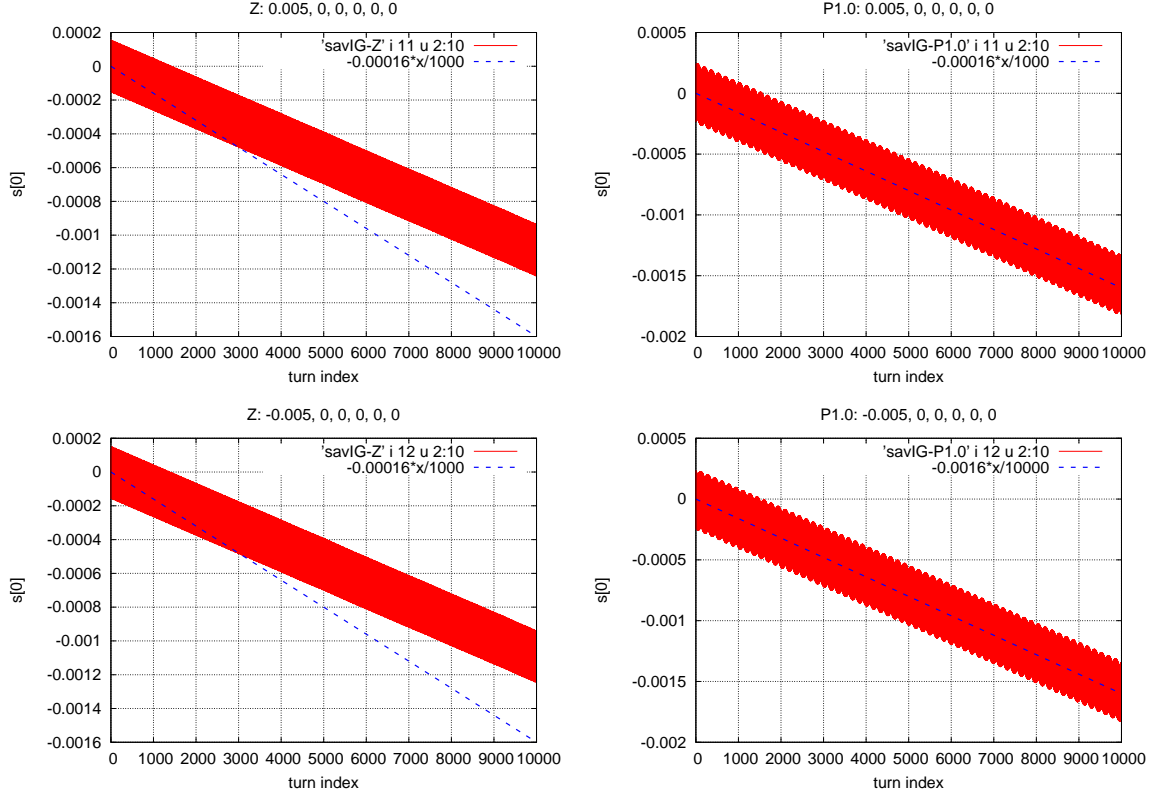 Z: 0.005, 0, 0, 0, 0, 0
'savIG-Z' i 11 u 2:10
-0.00016*x/1000
0.0002
0
-0.0002
-0.0004
-0.0006
-0.0008
-0.001
-0.0012
-0.0014
-0.0016
s[0]
0 1000 2000 3000 4000 5000 6000 7000 8000 9000 10000
turn index
P1.0: 0.005, 0, 0, 0, 0, 0
'savIG-P1.0' i 11 u 2:10
-0.00016*x/1000
0.0005
0
-0.0005
-0.001
-0.0015
-0.002
s[0]
0 1000 2000 3000 4000 5000 6000 7000 8000 9000 10000
turn index
Z: -0.005, 0, 0, 0, 0, 0
'savIG-Z' i 12 u 2:10
-0.00016*x/1000
0.0002
0
-0.0002
-0.0004
-0.0006
-0.0008
-0.001
-0.0012
-0.0014
-0.0016
s[0]
0 1000 2000 3000 4000 5000 6000 7000 8000 9000 10000
turn index
P1.0: -0.005, 0, 0, 0, 0, 0
'savIG-P1.0' i 12 u 2:10
-0.0016*x/10000
0.0005
0
-0.0005
-0.001
-0.0015
-0.002
s[0]
0 1000 2000 3000 4000 5000 6000 7000 8000 9000 10000
turn index